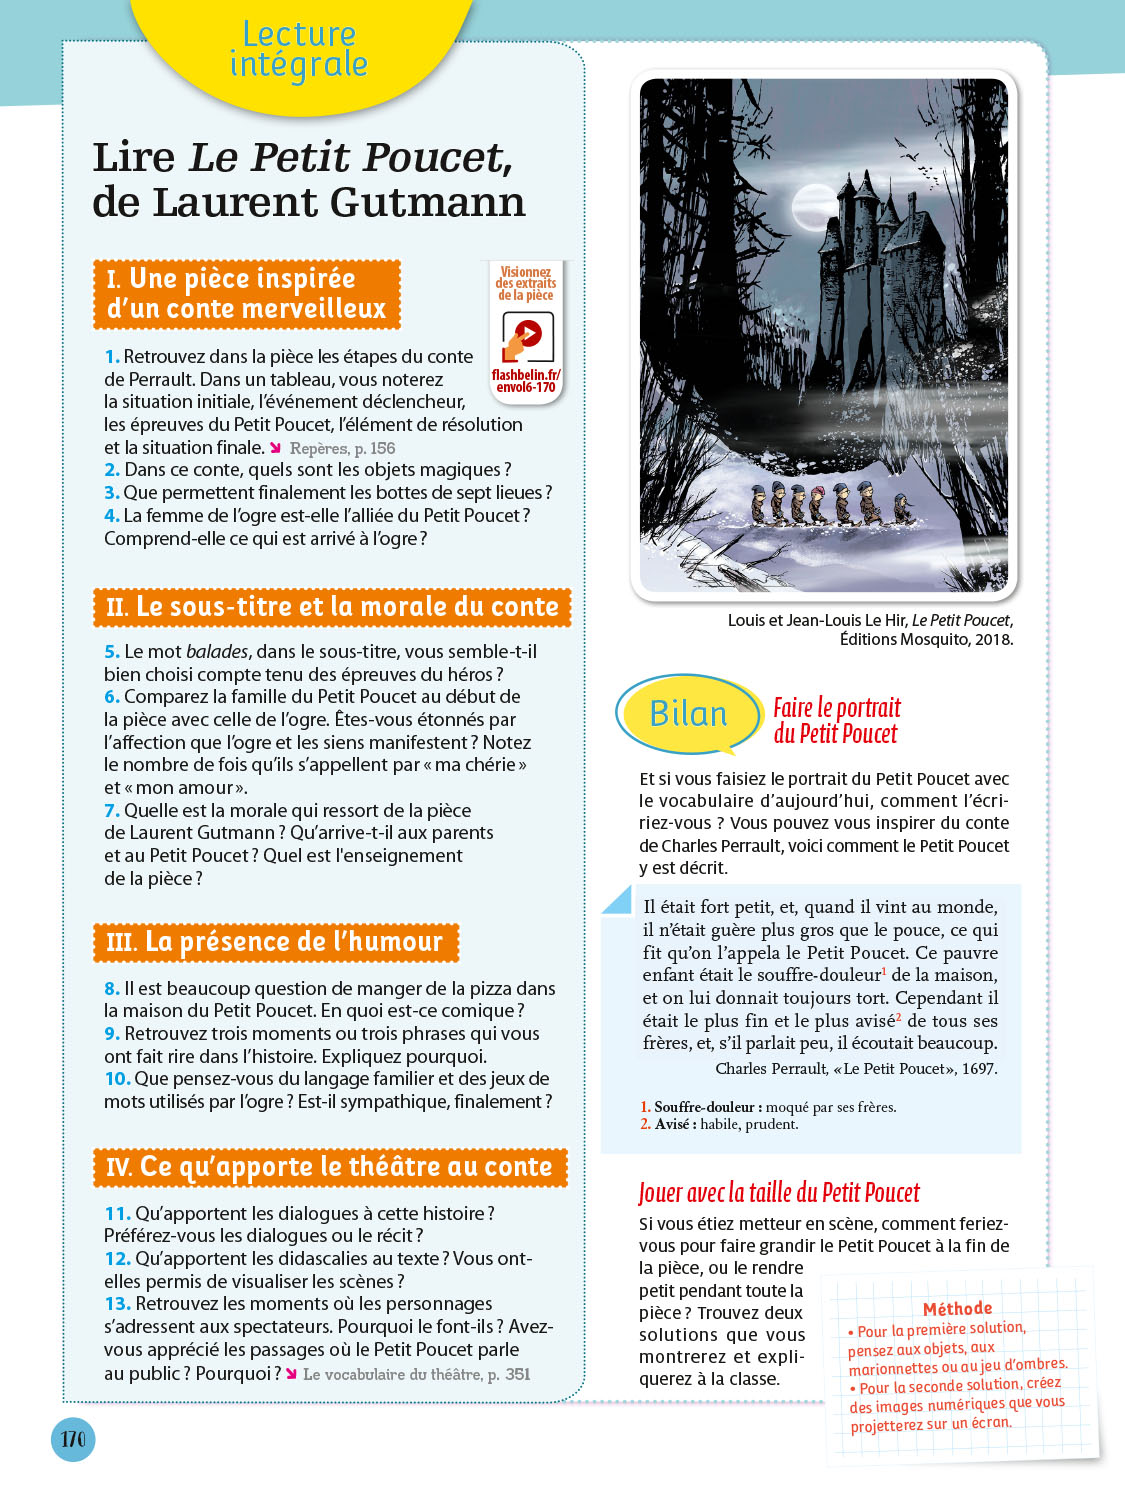 Lecture
intégrale
Lire Le Petit Poucet,
de Laurent Gutmann
I. Une pièce inspirée
d’un conte merveilleux
Visionnez
des extraits
de la pièce
flashbelin.fr/
envol6-170
1. Retrouvez dans la pièce les étapes du conte
de Perrault. Dans un tableau, vous noterez
la situation initiale, l’événement déclencheur,
les épreuves du Petit Poucet, l’élément de résolution
et la situation finale. ➘ Repères, p. 156
2. Dans ce conte, quels sont les objets magiques ?
3. Que permettent finalement les bottes de sept lieues ?
4. La femme de l’ogre est-elle l’alliée du Petit Poucet ?
Comprend-elle ce qui est arrivé à l’ogre ?
II. Le sous-titre et la morale du conte
5. Le mot balades, dans le sous-titre, vous semble-t-il
bien choisi compte tenu des épreuves du héros ?
6. Comparez la famille du Petit Poucet au début de
la pièce avec celle de l’ogre. Êtes-vous étonnés par
l’affection que l’ogre et les siens manifestent ? Notez
le nombre de fois qu’ils s’appellent par « ma chérie »
et « mon amour ».
7. Quelle est la morale qui ressort de la pièce
de Laurent Gutmann ? Qu’arrive-t-il aux parents
et au Petit Poucet ? Quel est l'enseignement
de la pièce ?
III. La présence de l’humour
8. Il est beaucoup question de manger de la pizza dans
la maison du Petit Poucet. En quoi est-ce comique ?
9. Retrouvez trois moments ou trois phrases qui vous
ont fait rire dans l’histoire. Expliquez pourquoi.
10. Que pensez-vous du langage familier et des jeux de
mots utilisés par l’ogre ? Est-il sympathique, finalement ?
IV. Ce qu’apporte le théâtre au conte
11. Qu’apportent les dialogues à cette histoire ?
Préférez-vous les dialogues ou le récit ?
12. Qu’apportent les didascalies au texte ? Vous ont-
elles permis de visualiser les scènes ?
13. Retrouvez les moments où les personnages
s’adressent aux spectateurs. Pourquoi le font-ils ? Avez-
vous apprécié les passages où le Petit Poucet parle
au public ? Pourquoi ? ➘ Le vocabulaire du théâtre, p. 351
170
Louis et Jean-Louis Le Hir, Le Petit Poucet,
Éditions Mosquito, 2018.
Bilan
Faire le portrait
du Petit Poucet
Et si vous faisiez le portrait du Petit Poucet avec
le vocabulaire d’aujourd’hui, comment l’écri-
riez-vous ? Vous pouvez vous inspirer du conte
de Charles Perrault, voici comment le Petit Poucet
y est décrit.
Il était fort petit, et, quand il vint au monde,
il n’était guère plus gros que le pouce, ce qui
fit qu’on l’appela le Petit Poucet. Ce pauvre
enfant était le souffre-douleur1 de la maison,
et on lui donnait toujours tort. Cependant il
était le plus fin et le plus avisé2 de tous ses
frères, et, s’il parlait peu, il écoutait beaucoup.
Charles Perrault, « Le Petit Poucet », 1697.
1. Souffre-douleur : moqué par ses frères.
2. Avisé : habile, prudent.
Jouer avec la taille du Petit Poucet
Si vous étiez metteur en scène, comment feriez-
vous pour faire grandir le Petit Poucet à la fin de
la pièce, ou le rendre
petit pendant toute la
pièce ? Trouvez deux
solutions que vous
montrerez et expli-
querez à la classe.
Méthode
• Pour la première solution,
pensez aux objets, aux
marionnettes ou au jeu d’ombres.
• Pour la seconde solution, créez
des images numériques que vous
projetterez sur un écran.